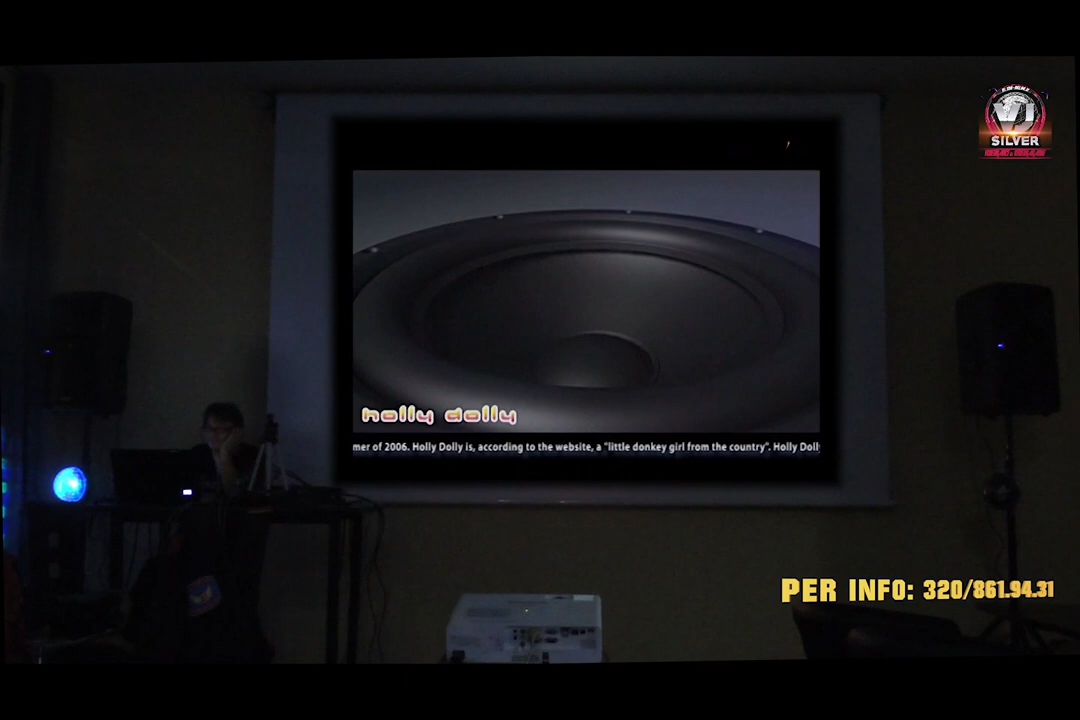 SILVER
holly dolly
mer of 2006. Holly Dolly is, according to the website, a "little donkey girl from the country". Holly Doll
PER INFO: 320/861.94.31